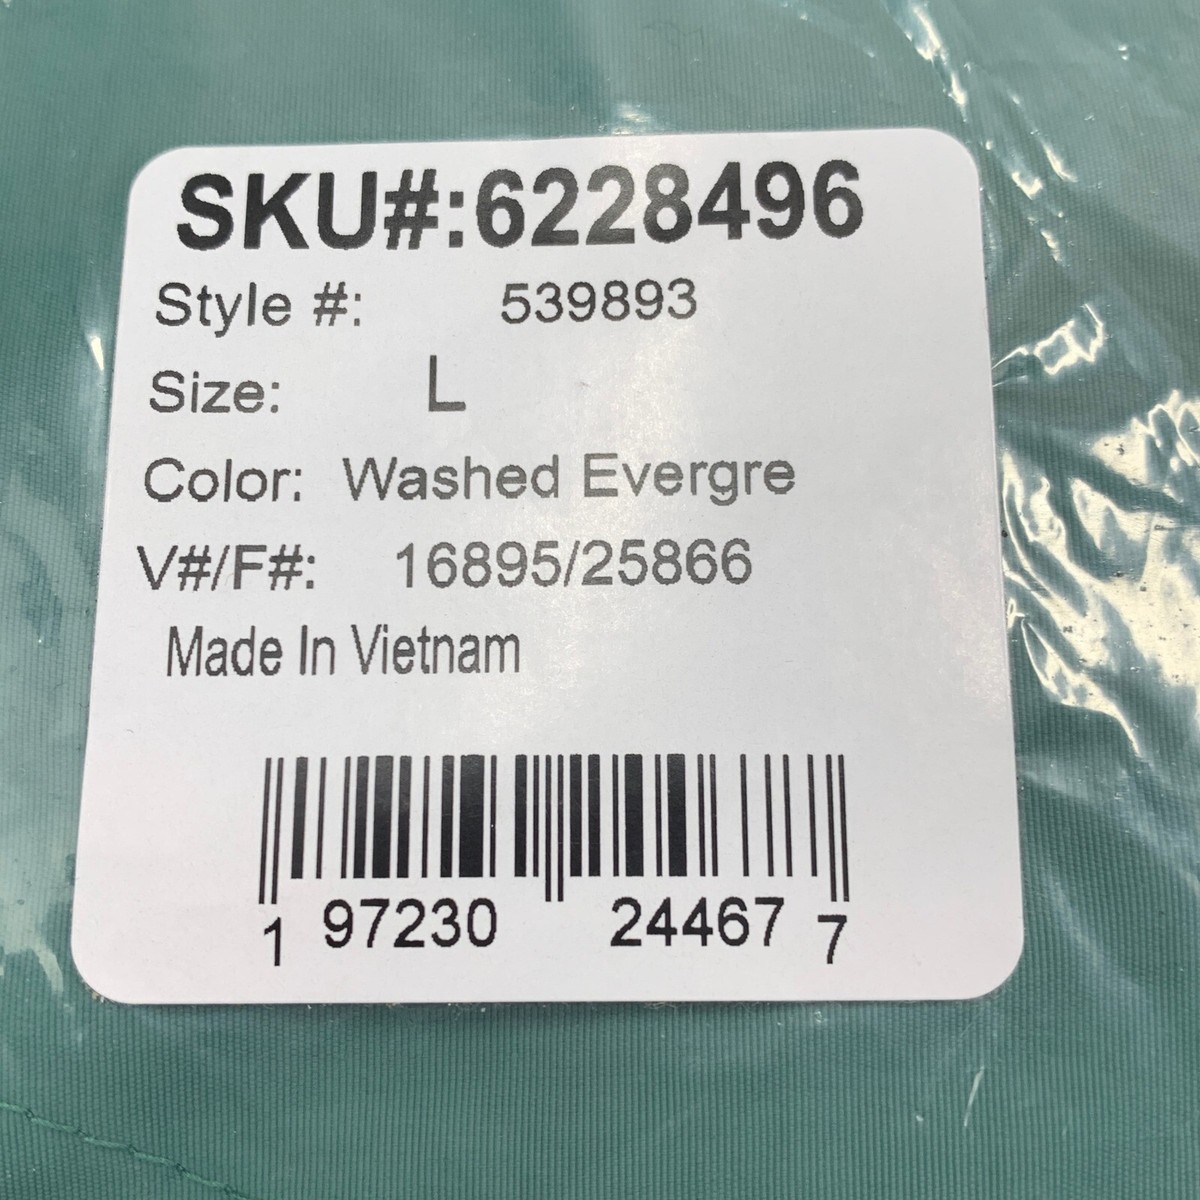 SKU#:6228496
Style #: 539893
Size: L
Color: Washed Evergre
V#/F#: 16895/25866
Made In Vietnam
1 97230 24467 7